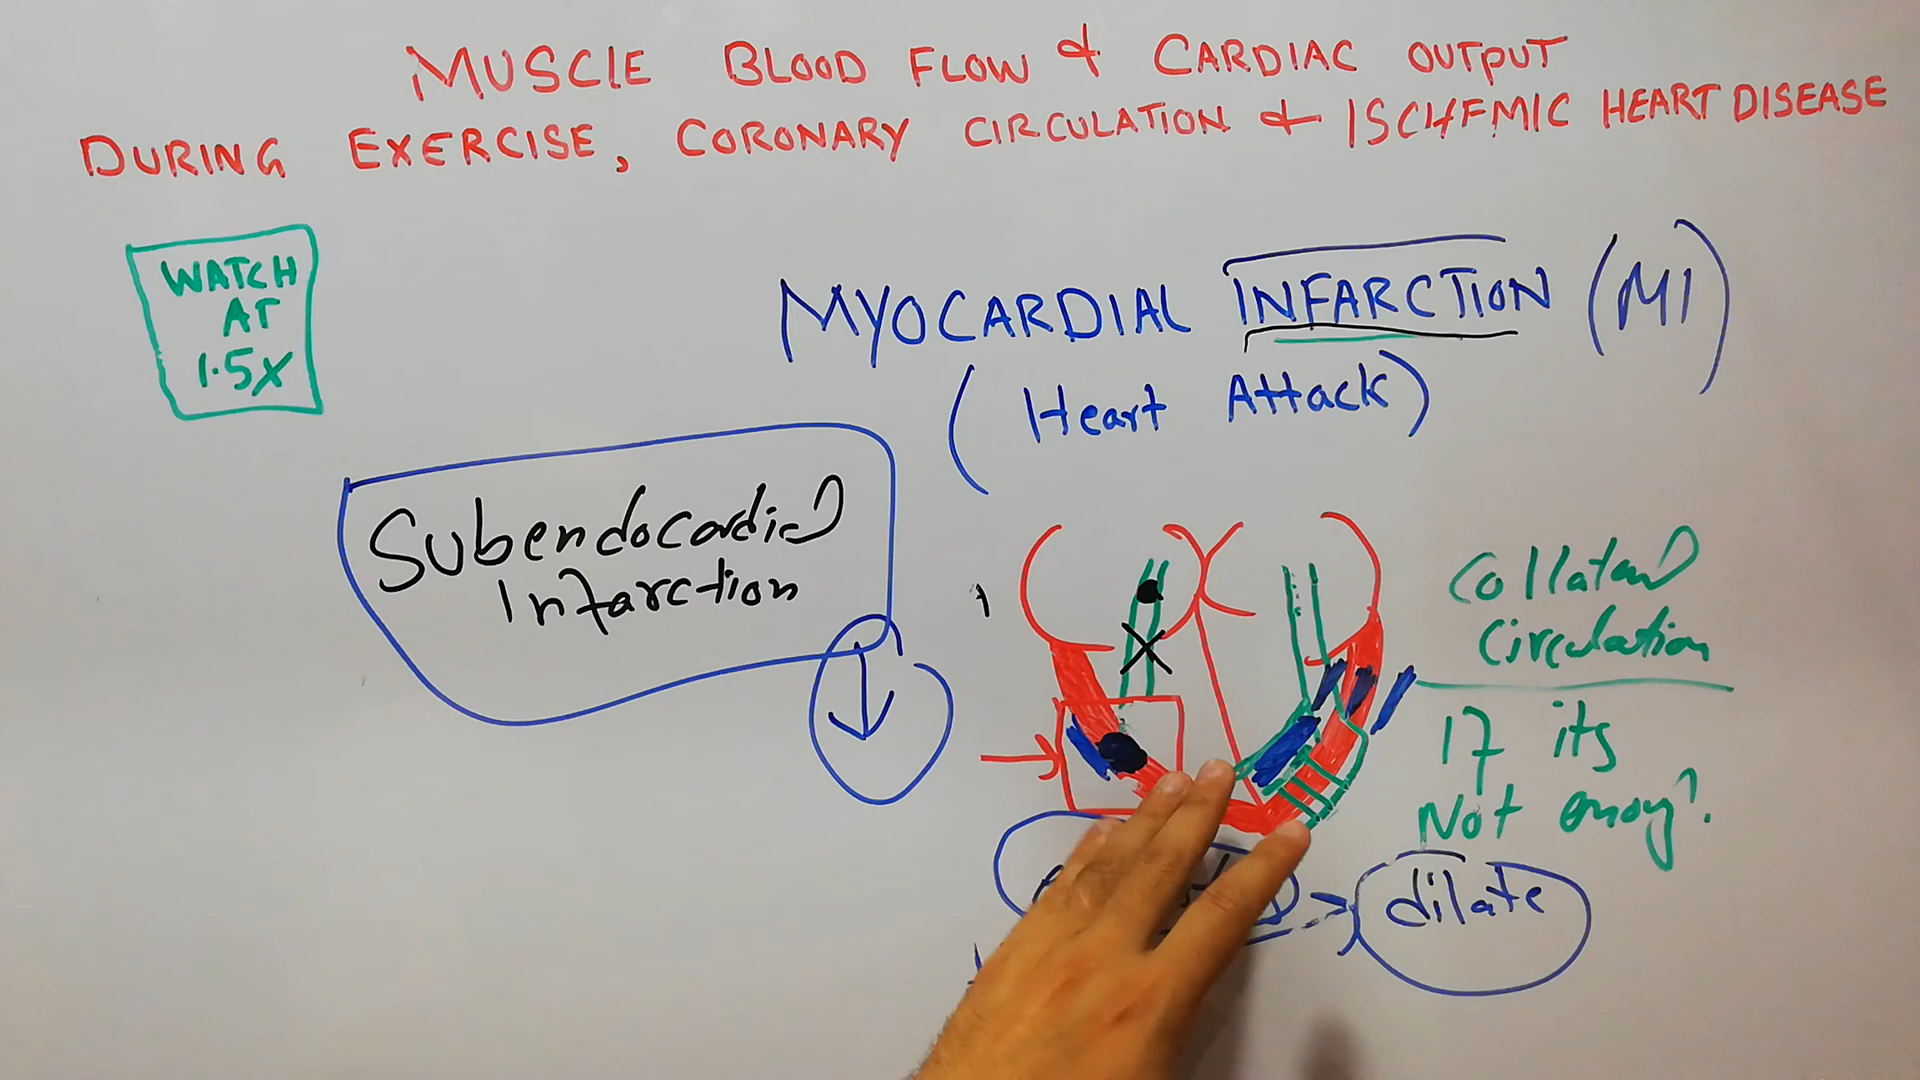 MUSCLE BLOOD FLOW & CARDIAC OUTPUT
DURING EXERCISE, CORONARY CIRCULATION & ISCHEMIC HEART DISEASE
WATCH
AT
1.5X
MYOCARDIAL INFARCTION (MI)
(Heart Attack)
Subendocardial
Infarction
Collateral
Circulation
If its
Not
dilate